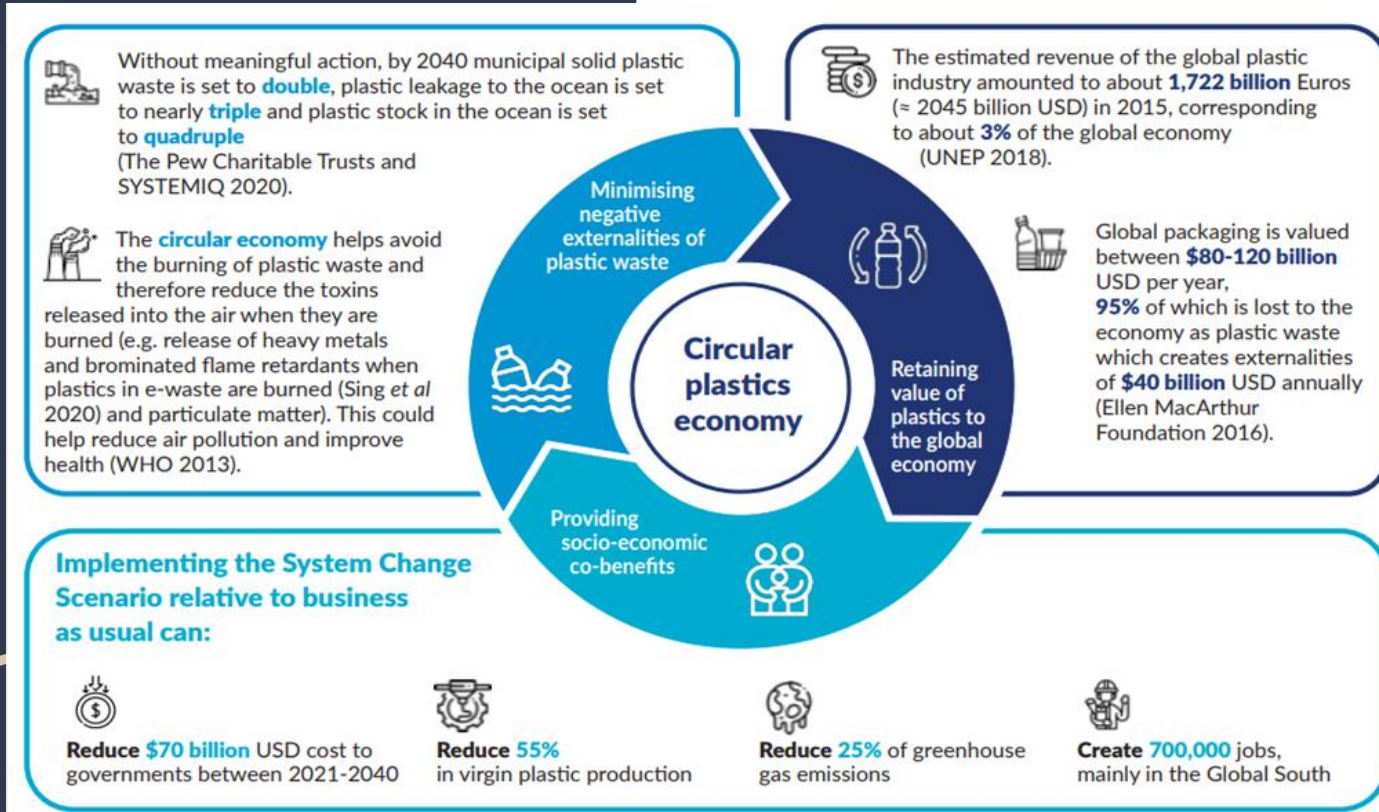 Without meaningful action, by 2040 municipal solid plastic
waste is set to double, plastic leakage to the ocean is set
to nearly triple and plastic stock in the ocean is set
to quadruple
(The Pew Charitable Trusts and
SYSTEMIQ 2020).
The circular economy helps avoid
the burning of plastic waste and
therefore reduce the toxins
released into the air when they are
burned (e.g. release of heavy metals
and brominated flame retardants when
plastics in e-waste are burned (Sing et al
2020) and particulate matter). This could
help reduce air pollution and improve
health (WHO 2013).
The estimated revenue of the global plastic
industry amounted to about 1,722 billion Euros
(≈ 2045 billion USD) in 2015, corresponding
to about 3% of the global economy
(UNEP 2018).
Global packaging is valued
between $80-120 billion
USD per year,
95% of which is lost to the
economy as plastic waste
which creates externalities
of $40 billion USD annually
(Ellen MacArthur
Foundation 2016).
Minimising
negative
externalities of
plastic waste
Circular
plastics
economy
Retaining
value of
plastics to
the global
economy
Providing
socio-economic
co-benefits
Implementing the System Change
Scenario relative to business
as usual can:
Reduce $70 billion USD cost to
governments between 2021-2040
Reduce 55%
in virgin plastic production
Reduce 25% of greenhouse
gas emissions
Create 700,000 jobs,
mainly in the Global South